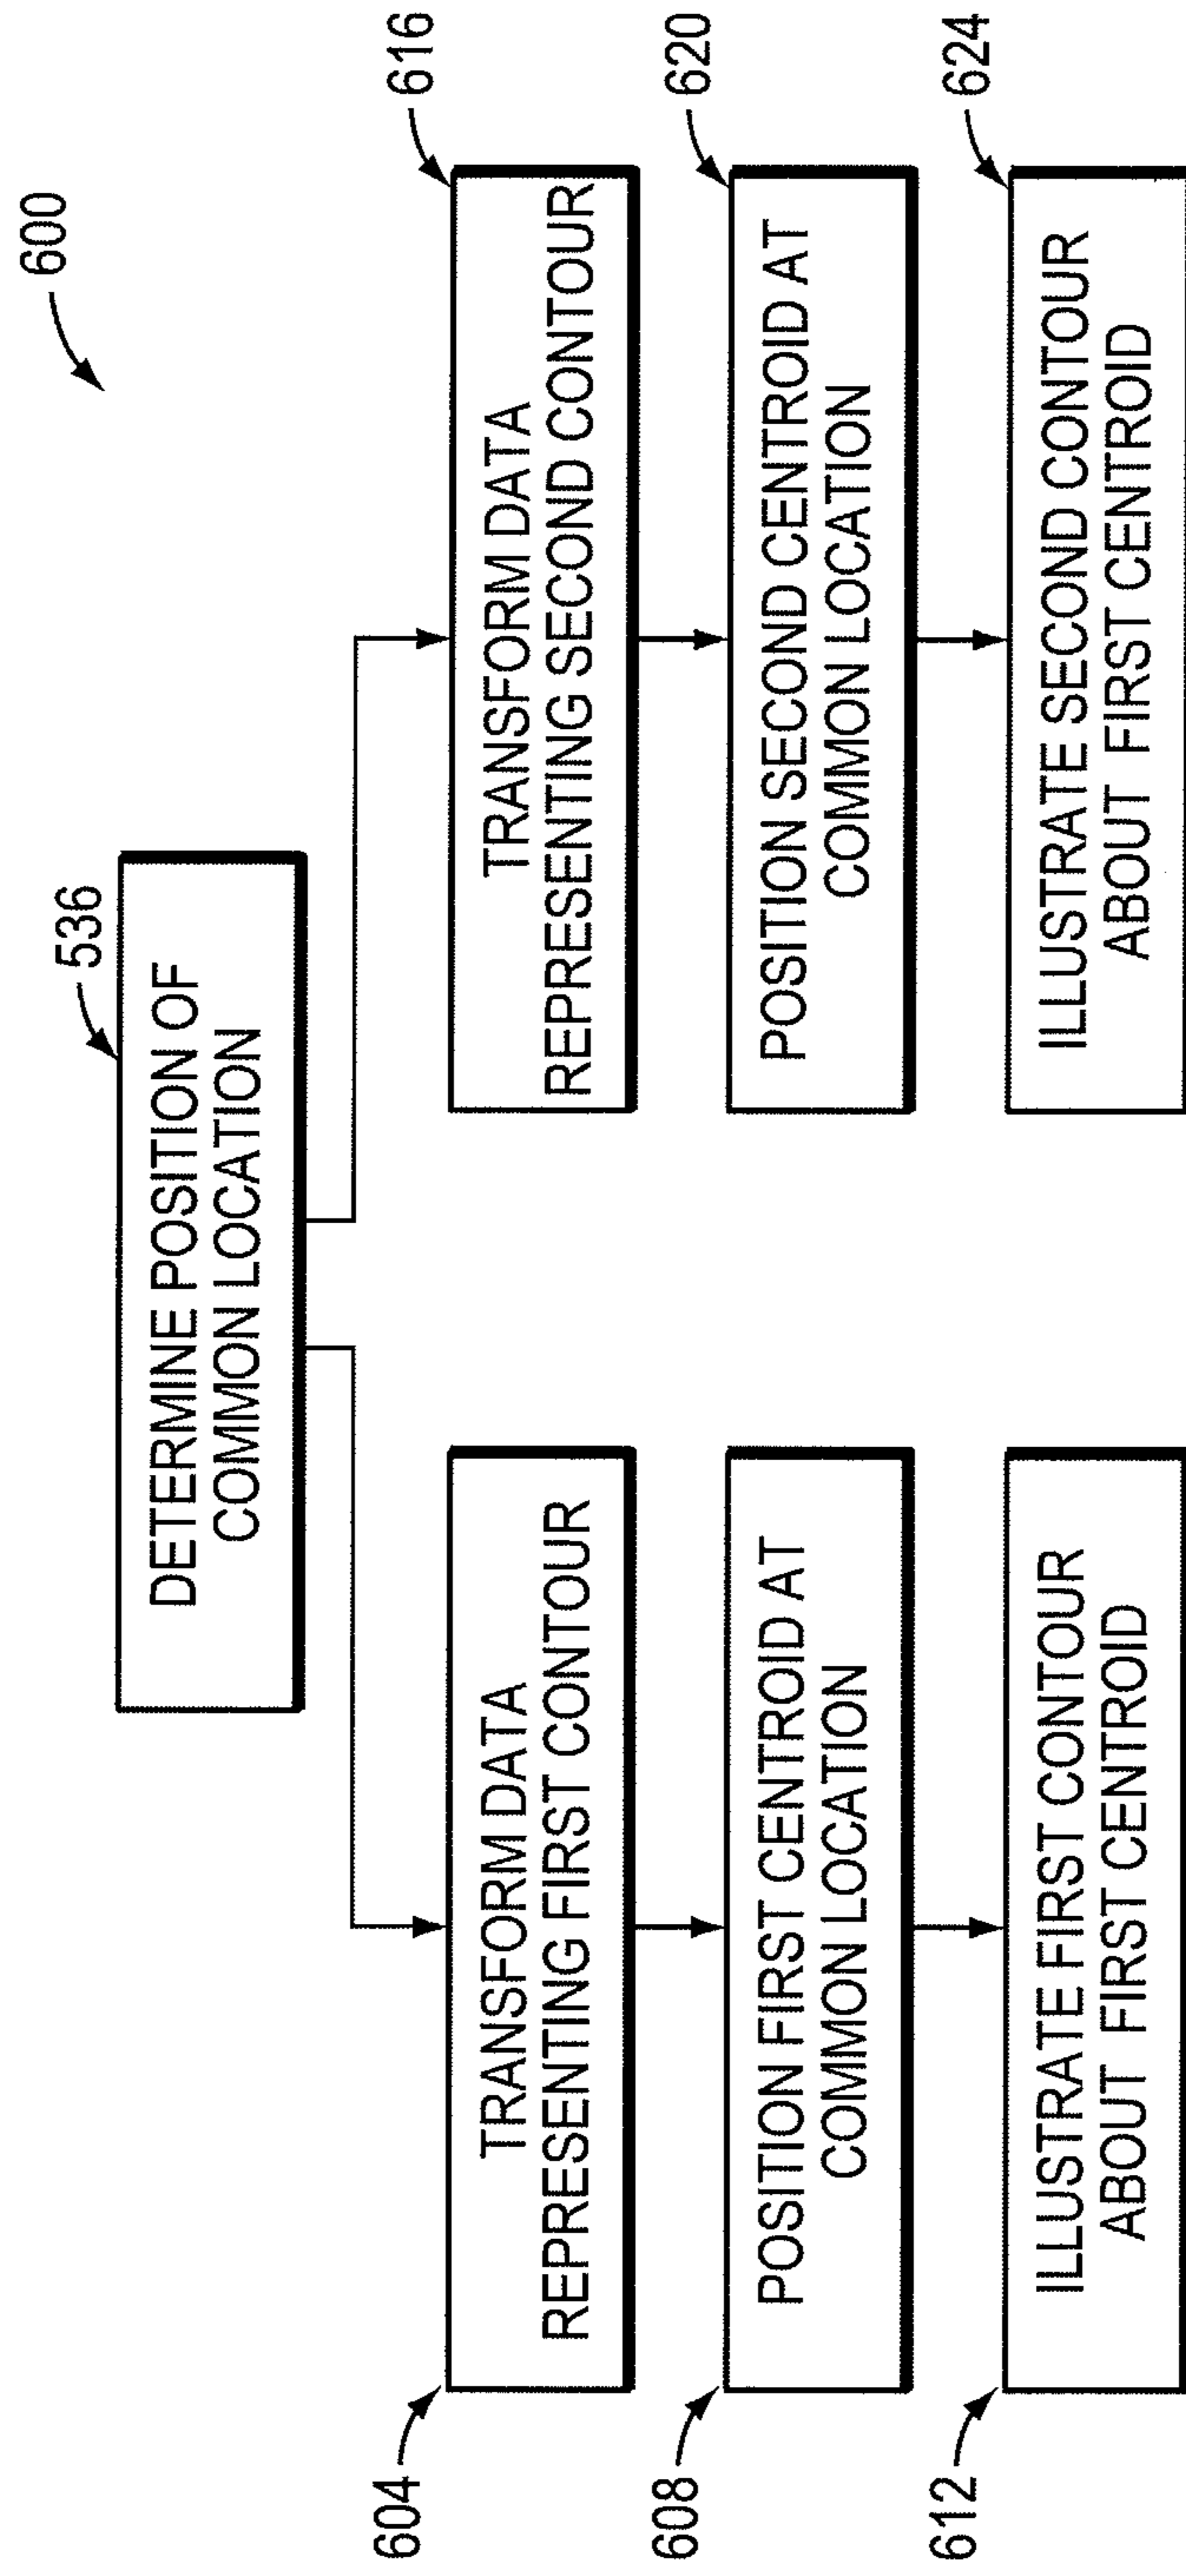 600
536
DETERMINE POSITION OF
COMMON LOCATION
604
TRANSFORM DATA
REPRESENTING FIRST CONTOUR
616
TRANSFORM DATA
REPRESENTING SECOND CONTOUR
608
POSITION FIRST CENTROID AT
COMMON LOCATION
620
POSITION SECOND CENTROID AT
COMMON LOCATION
612
ILLUSTRATE FIRST CONTOUR
ABOUT FIRST CENTROID
624
ILLUSTRATE SECOND CONTOUR
ABOUT FIRST CENTROID